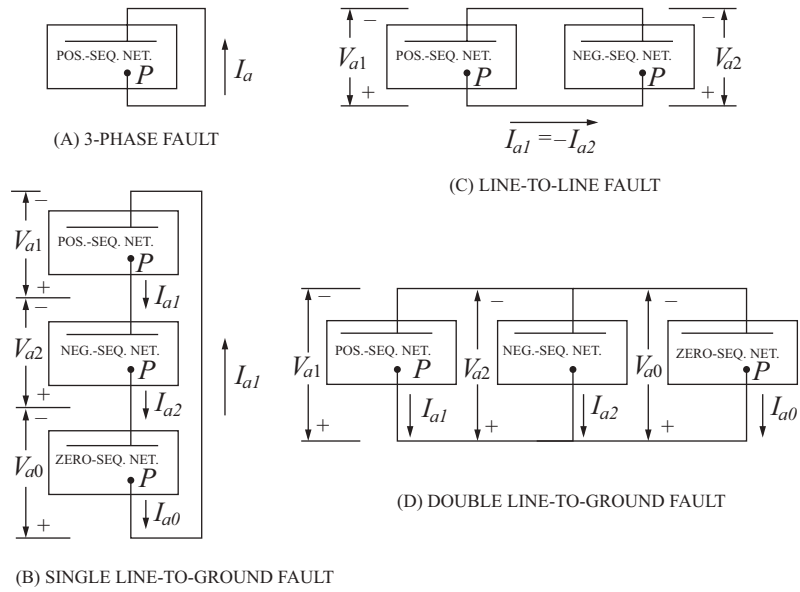 POS.-SEQ. NET.
P
I_a
(A) 3-PHASE FAULT
V_a1
−
+
POS.-SEQ. NET.
P
NEG.-SEQ. NET.
P
−
+
V_a2
I_a1 = −I_a2
(C) LINE-TO-LINE FAULT
V_a1
−
+
POS.-SEQ. NET.
P
I_a1
V_a2
−
+
NEG.-SEQ. NET.
P
I_a2
V_a0
−
+
ZERO-SEQ. NET.
P
I_a0
I_a1
(B) SINGLE LINE-TO-GROUND FAULT
V_a1
−
+
POS.-SEQ. NET.
P
I_a1
V_a2
−
+
NEG.-SEQ. NET.
P
I_a2
V_a0
−
+
ZERO-SEQ. NET.
P
I_a0
(D) DOUBLE LINE-TO-GROUND FAULT